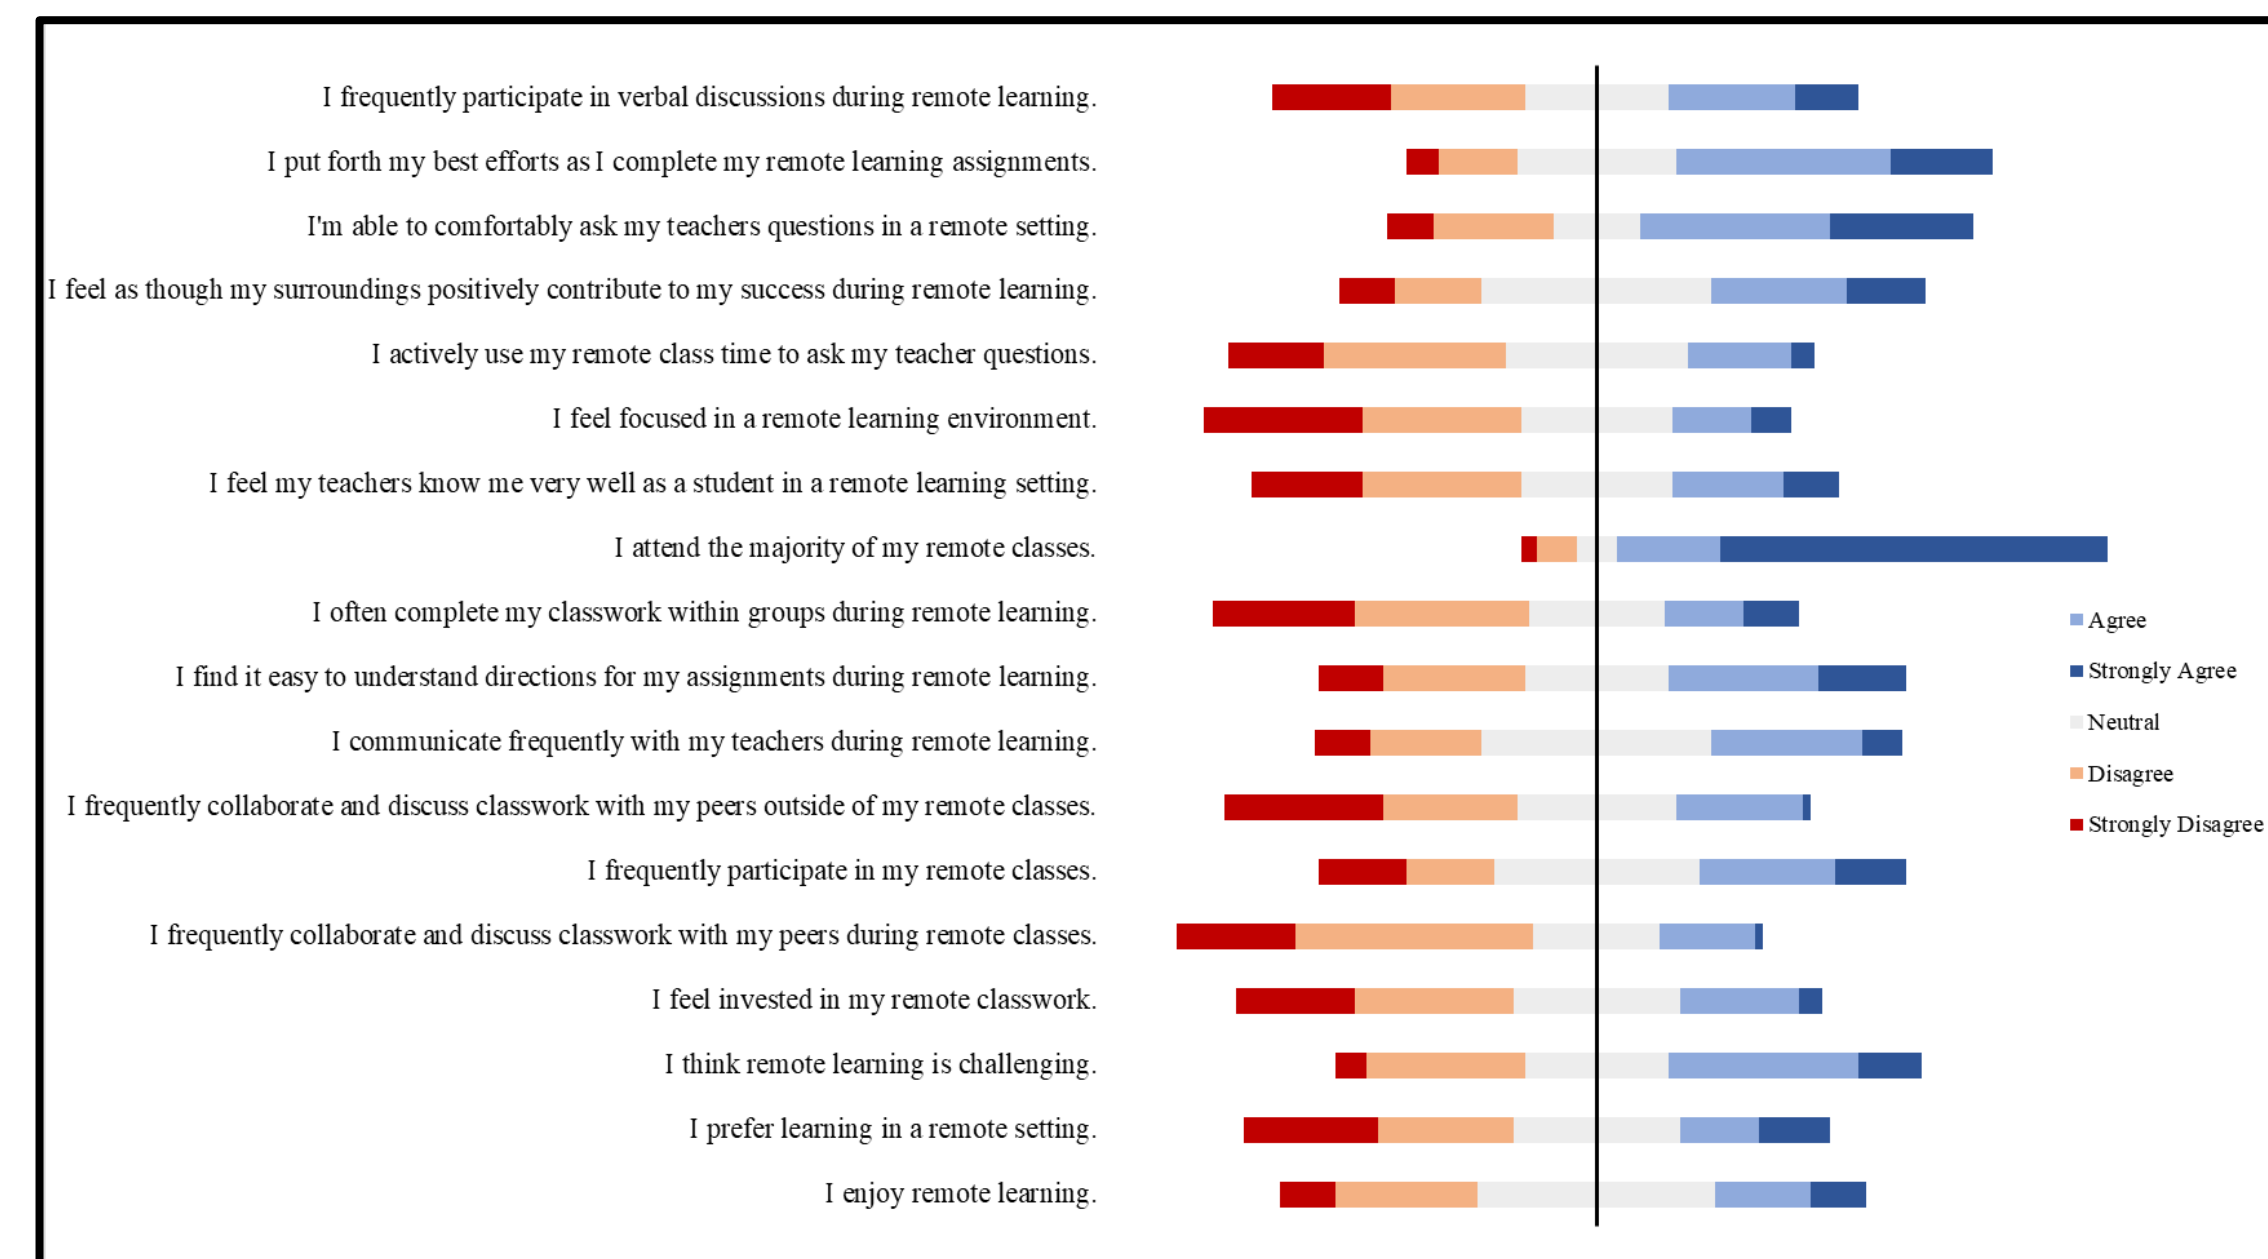 I frequently participate in verbal discussions during remote learning.
I put forth my best efforts as I complete my remote learning assignments.
I'm able to comfortably ask my teachers questions in a remote setting.
I feel as though my surroundings positively contribute to my success during remote learning.
I actively use my remote class time to ask my teacher questions.
I feel focused in a remote learning environment.
I feel my teachers know me very well as a student in a remote learning setting.
I attend the majority of my remote classes.
I often complete my classwork within groups during remote learning.
I find it easy to understand directions for my assignments during remote learning.
I communicate frequently with my teachers during remote learning.
I frequently collaborate and discuss classwork with my peers outside of my remote classes.
I frequently participate in my remote classes.
I frequently collaborate and discuss classwork with my peers during remote classes.
I feel invested in my remote classwork.
I think remote learning is challenging.
I prefer learning in a remote setting.
I enjoy remote learning.
Agree
Strongly Agree
Neutral
Disagree
Strongly Disagree